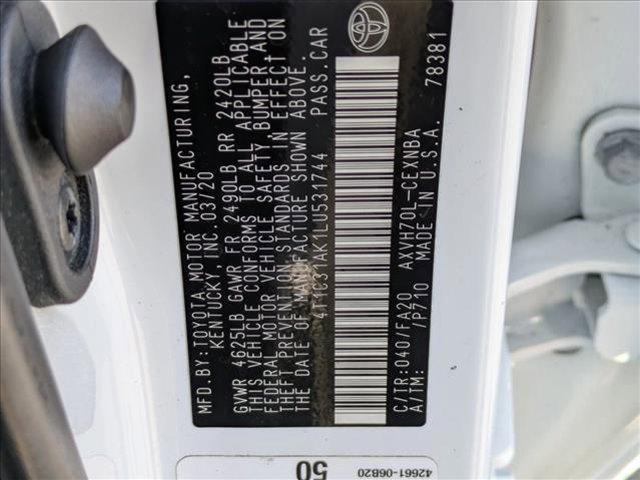 MFD. BY:TOYOTA MOTOR MANUFACTURING,
KENTUCKY, INC. 03/20
GVWR 4625LB GAWR FR 2490LB RR 2420LB
THIS VEHICLE CONFORMS TO ALL APPLICABLE
FEDERAL MOTOR VEHICLE SAFETY, BUMPER, AND
THEFT PREVENTION STANDARDS IN EFFECT ON
THE DATE OF MANUFACTURE SHOWN ABOVE.
4T1C31AK1LU531744 PASS.CAR
C/TR:040/FA20 AXVH70L-CEXNBA
A/TM: /P710 MADE IN U.S.A. 78381
50
42661-06B20